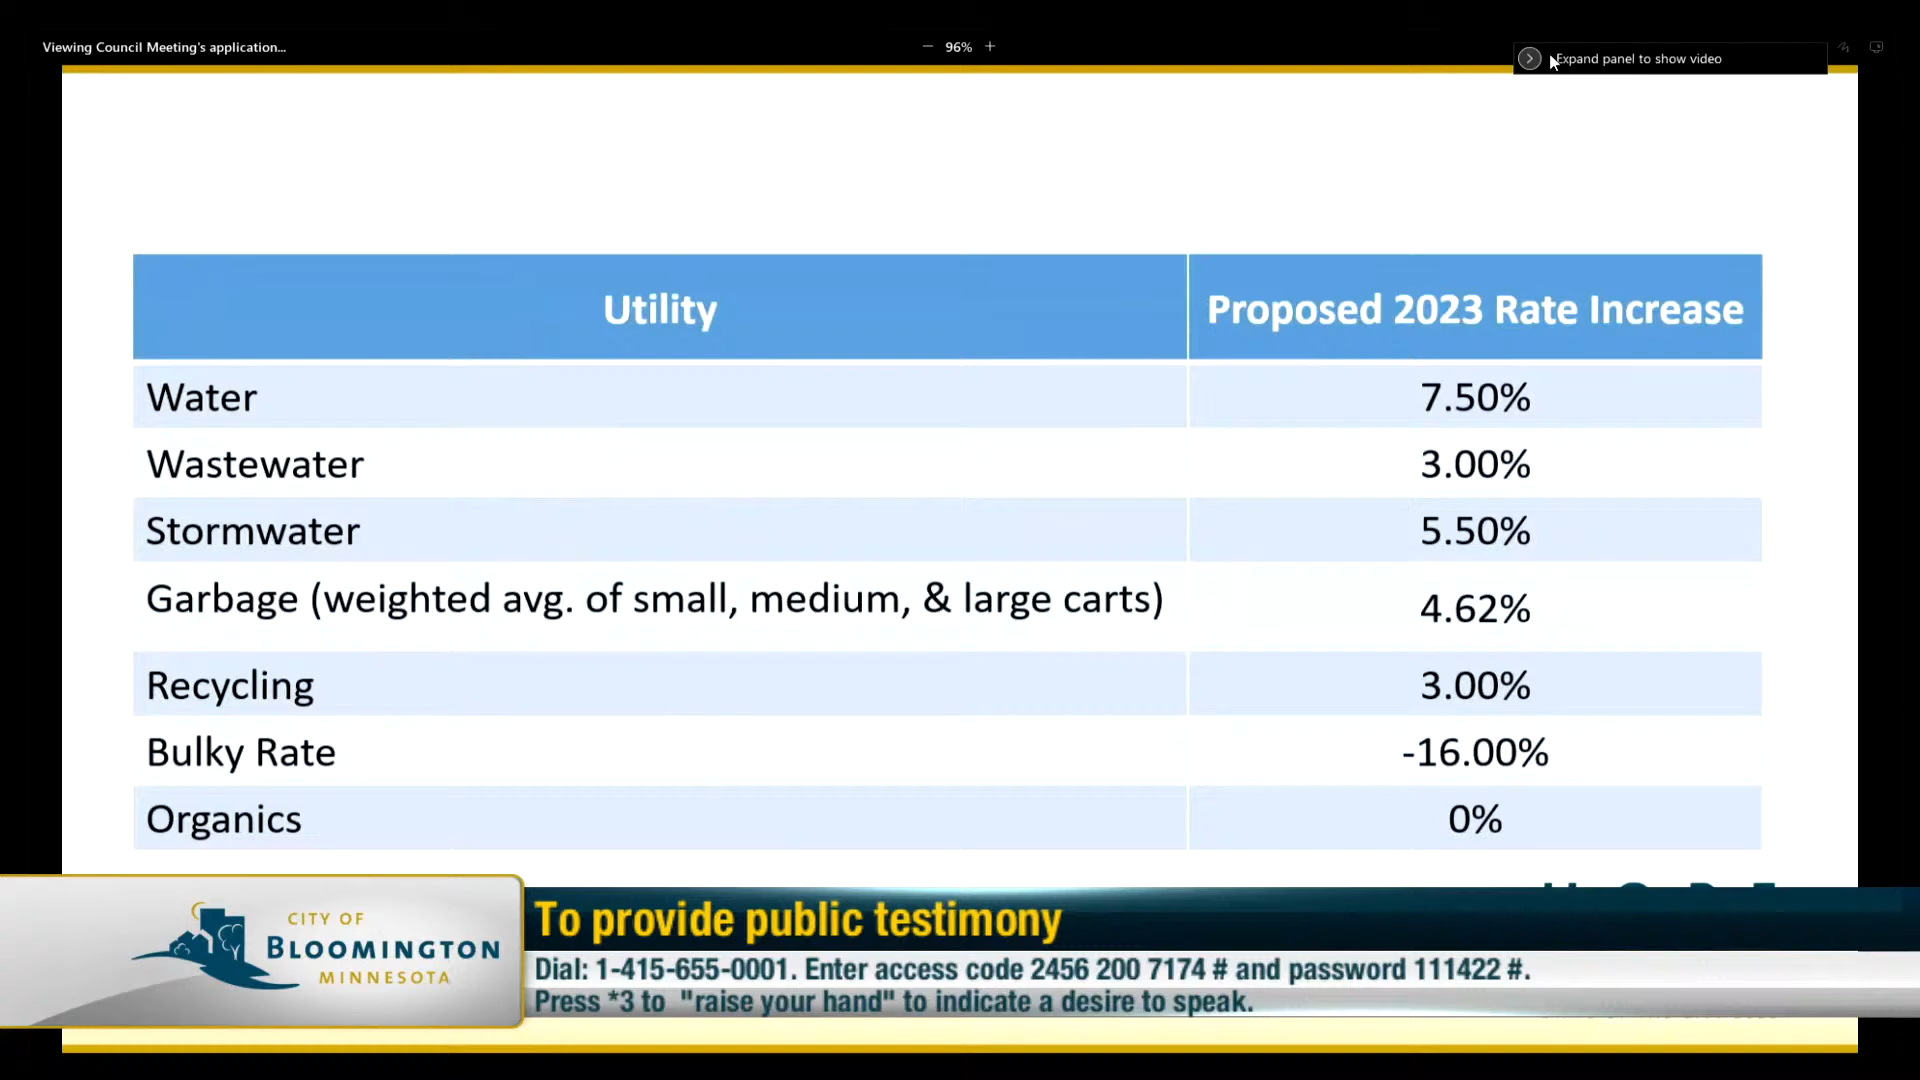 Viewing Council Meeting's application...
96%
Expand panel to show video
Utility Proposed 2023 Rate Increase
Water 7.50%
Wastewater 3.00%
Stormwater 5.50%
Garbage (weighted avg. of small, medium, & large carts) 4.62%
Recycling 3.00%
Bulky Rate -16.00%
Organics 0%
CITY OF
BLOOMINGTON
MINNESOTA
To provide public testimony
Dial: 1-415-655-0001. Enter access code 2456 200 7174 # and password 111422 #.
Press *3 to "raise your hand" to indicate a desire to speak.